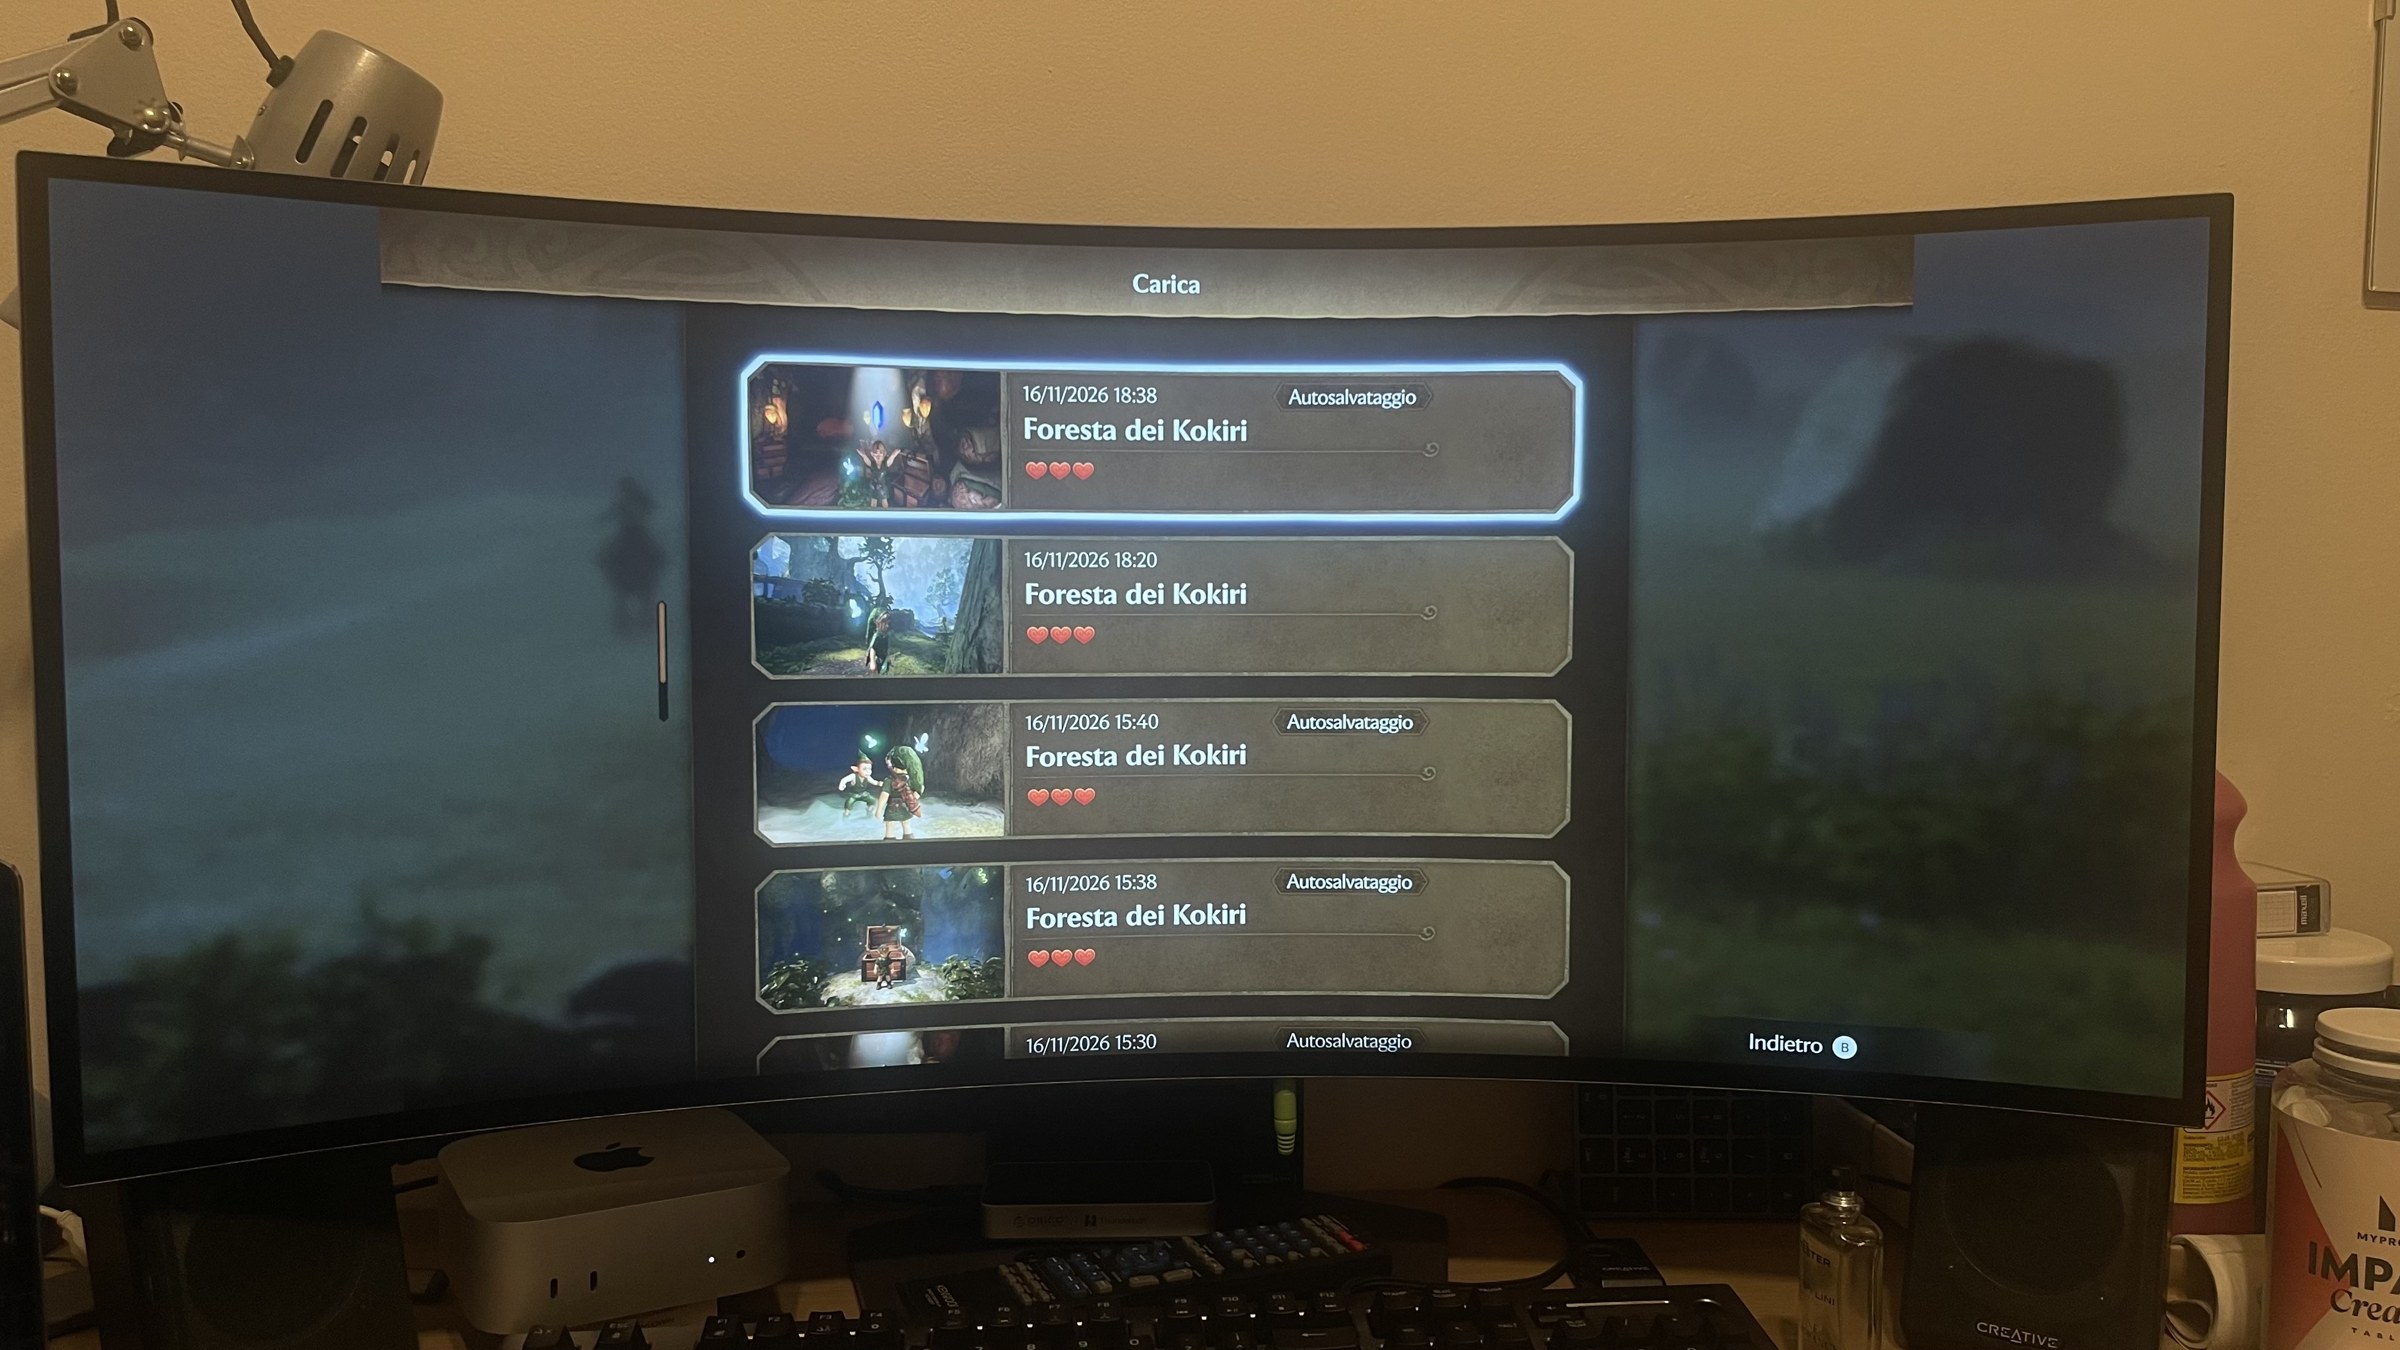 Carica
16/11/2026 18:38
Autosalvataggio
Foresta dei Kokiri
16/11/2026 18:20
Foresta dei Kokiri
16/11/2026 15:40
Autosalvataggio
Foresta dei Kokiri
16/11/2026 15:38
Autosalvataggio
Foresta dei Kokiri
16/11/2026 15:30
Autosalvataggio
Indietro B
maxell
ORICO
CREATIVE